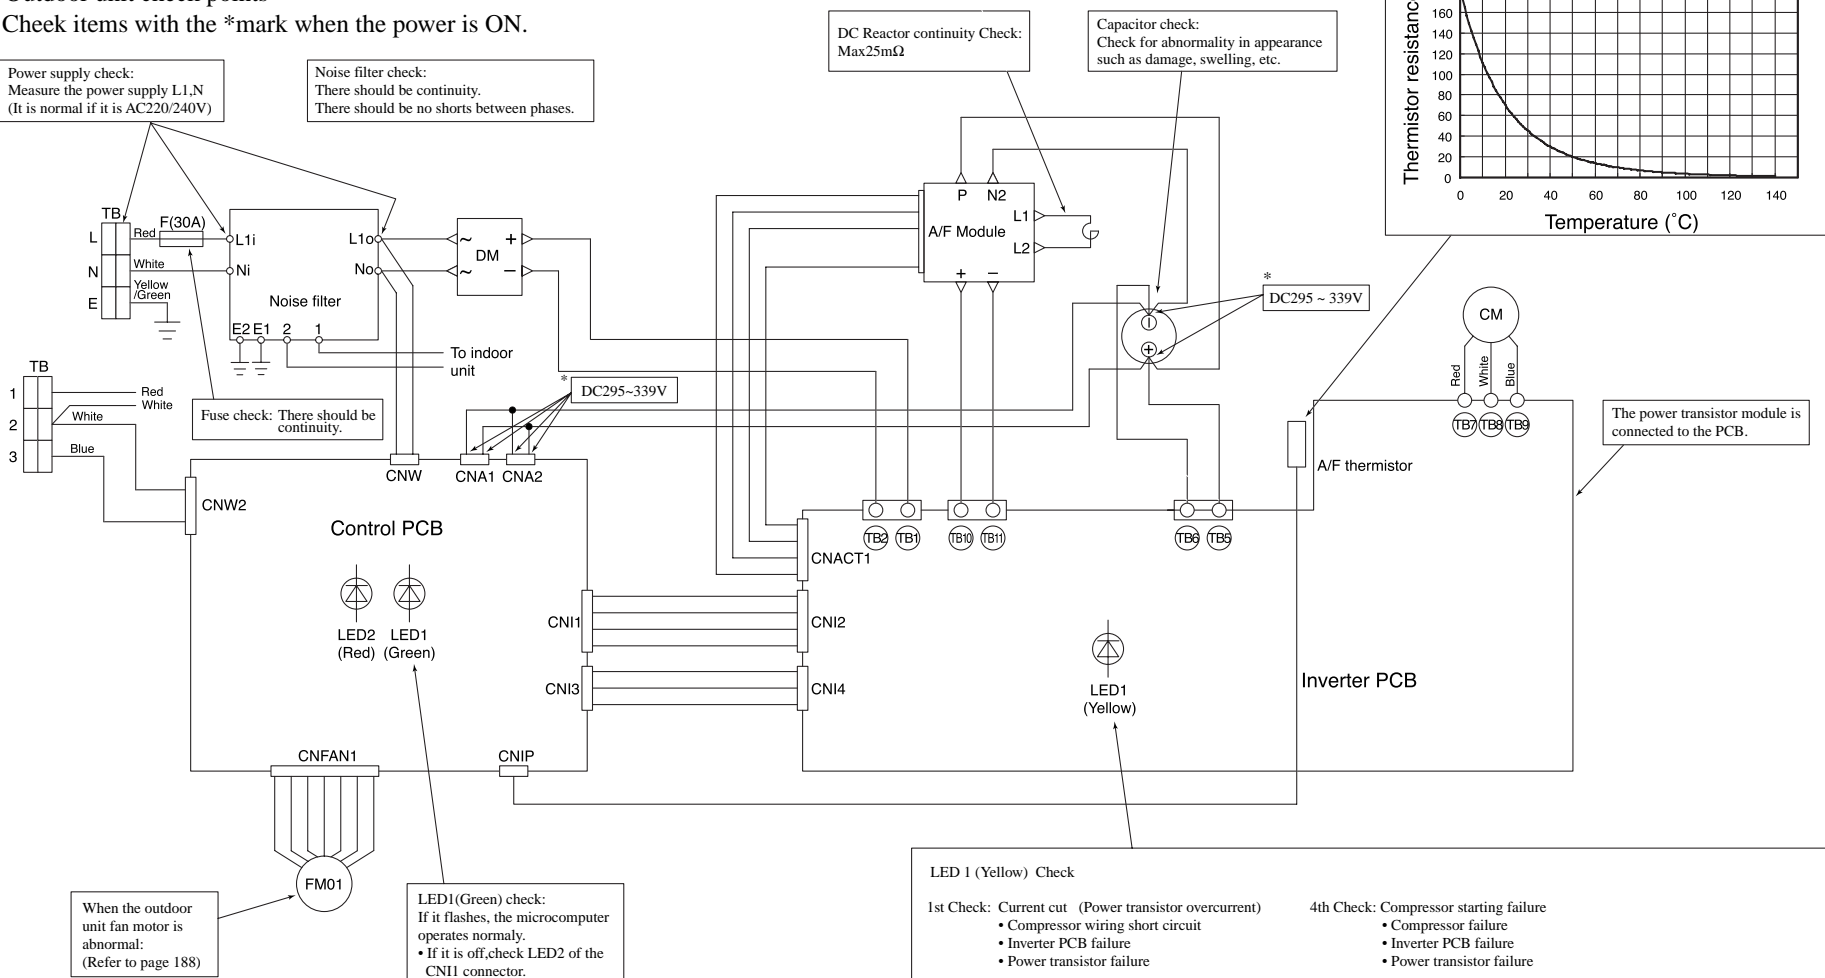 Outdoor unit check points
Cheek items with the *mark when the power is ON.
Power supply check:
Measure the power supply L1,N
(It is normal if it is AC220/240V)
Noise filter check:
There should be continuity.
There should be no shorts between phases.
DC Reactor continuity Check:
Max25mΩ
Capacitor check:
Check for abnormality in appearance
such as damage, swelling, etc.
Thermistor resistance
160
140
120
100
80
60
40
20
0
0 20 40 60 80 100 120 140
Temperature (˚C)
TB
L
N
E
Red
White
Yellow
/Green
F(30A)
L1i
Ni
L1o
No
Noise filter
E2 E1 2 1
To indoor
unit
~ +
~ −
DM
P N2
L1
L2
A/F Module
+ −
*
DC295 ~ 339V
−
+
CM
Red
White
Blue
TB7 TB8 TB9
The power transistor module is
connected to the PCB.
TB
1
2
3
Red
White
White
Blue
Fuse check: There should be
continuity.
*
DC295~339V
CNW CNA1 CNA2
CNW2
Control PCB
LED2
(Red)
LED1
(Green)
CNI1
CNI3
CNFAN1
CNIP
FM01
TB2 TB1 TB10 TB11 TB6 TB5
A/F thermistor
CNACT1
CNI2
CNI4
LED1
(Yellow)
Inverter PCB
When the outdoor
unit fan motor is
abnormal:
(Refer to page 188)
LED1(Green) check:
If it flashes, the microcomputer
operates normaly.
• If it is off,check LED2 of the
CNI1 connector.
LED 1 (Yellow) Check
1st Check: Current cut (Power transistor overcurrent)
• Compressor wiring short circuit
• Inverter PCB failure
• Power transistor failure
4th Check: Compressor starting failure
• Compressor failure
• Inverter PCB failure
• Power transistor failure